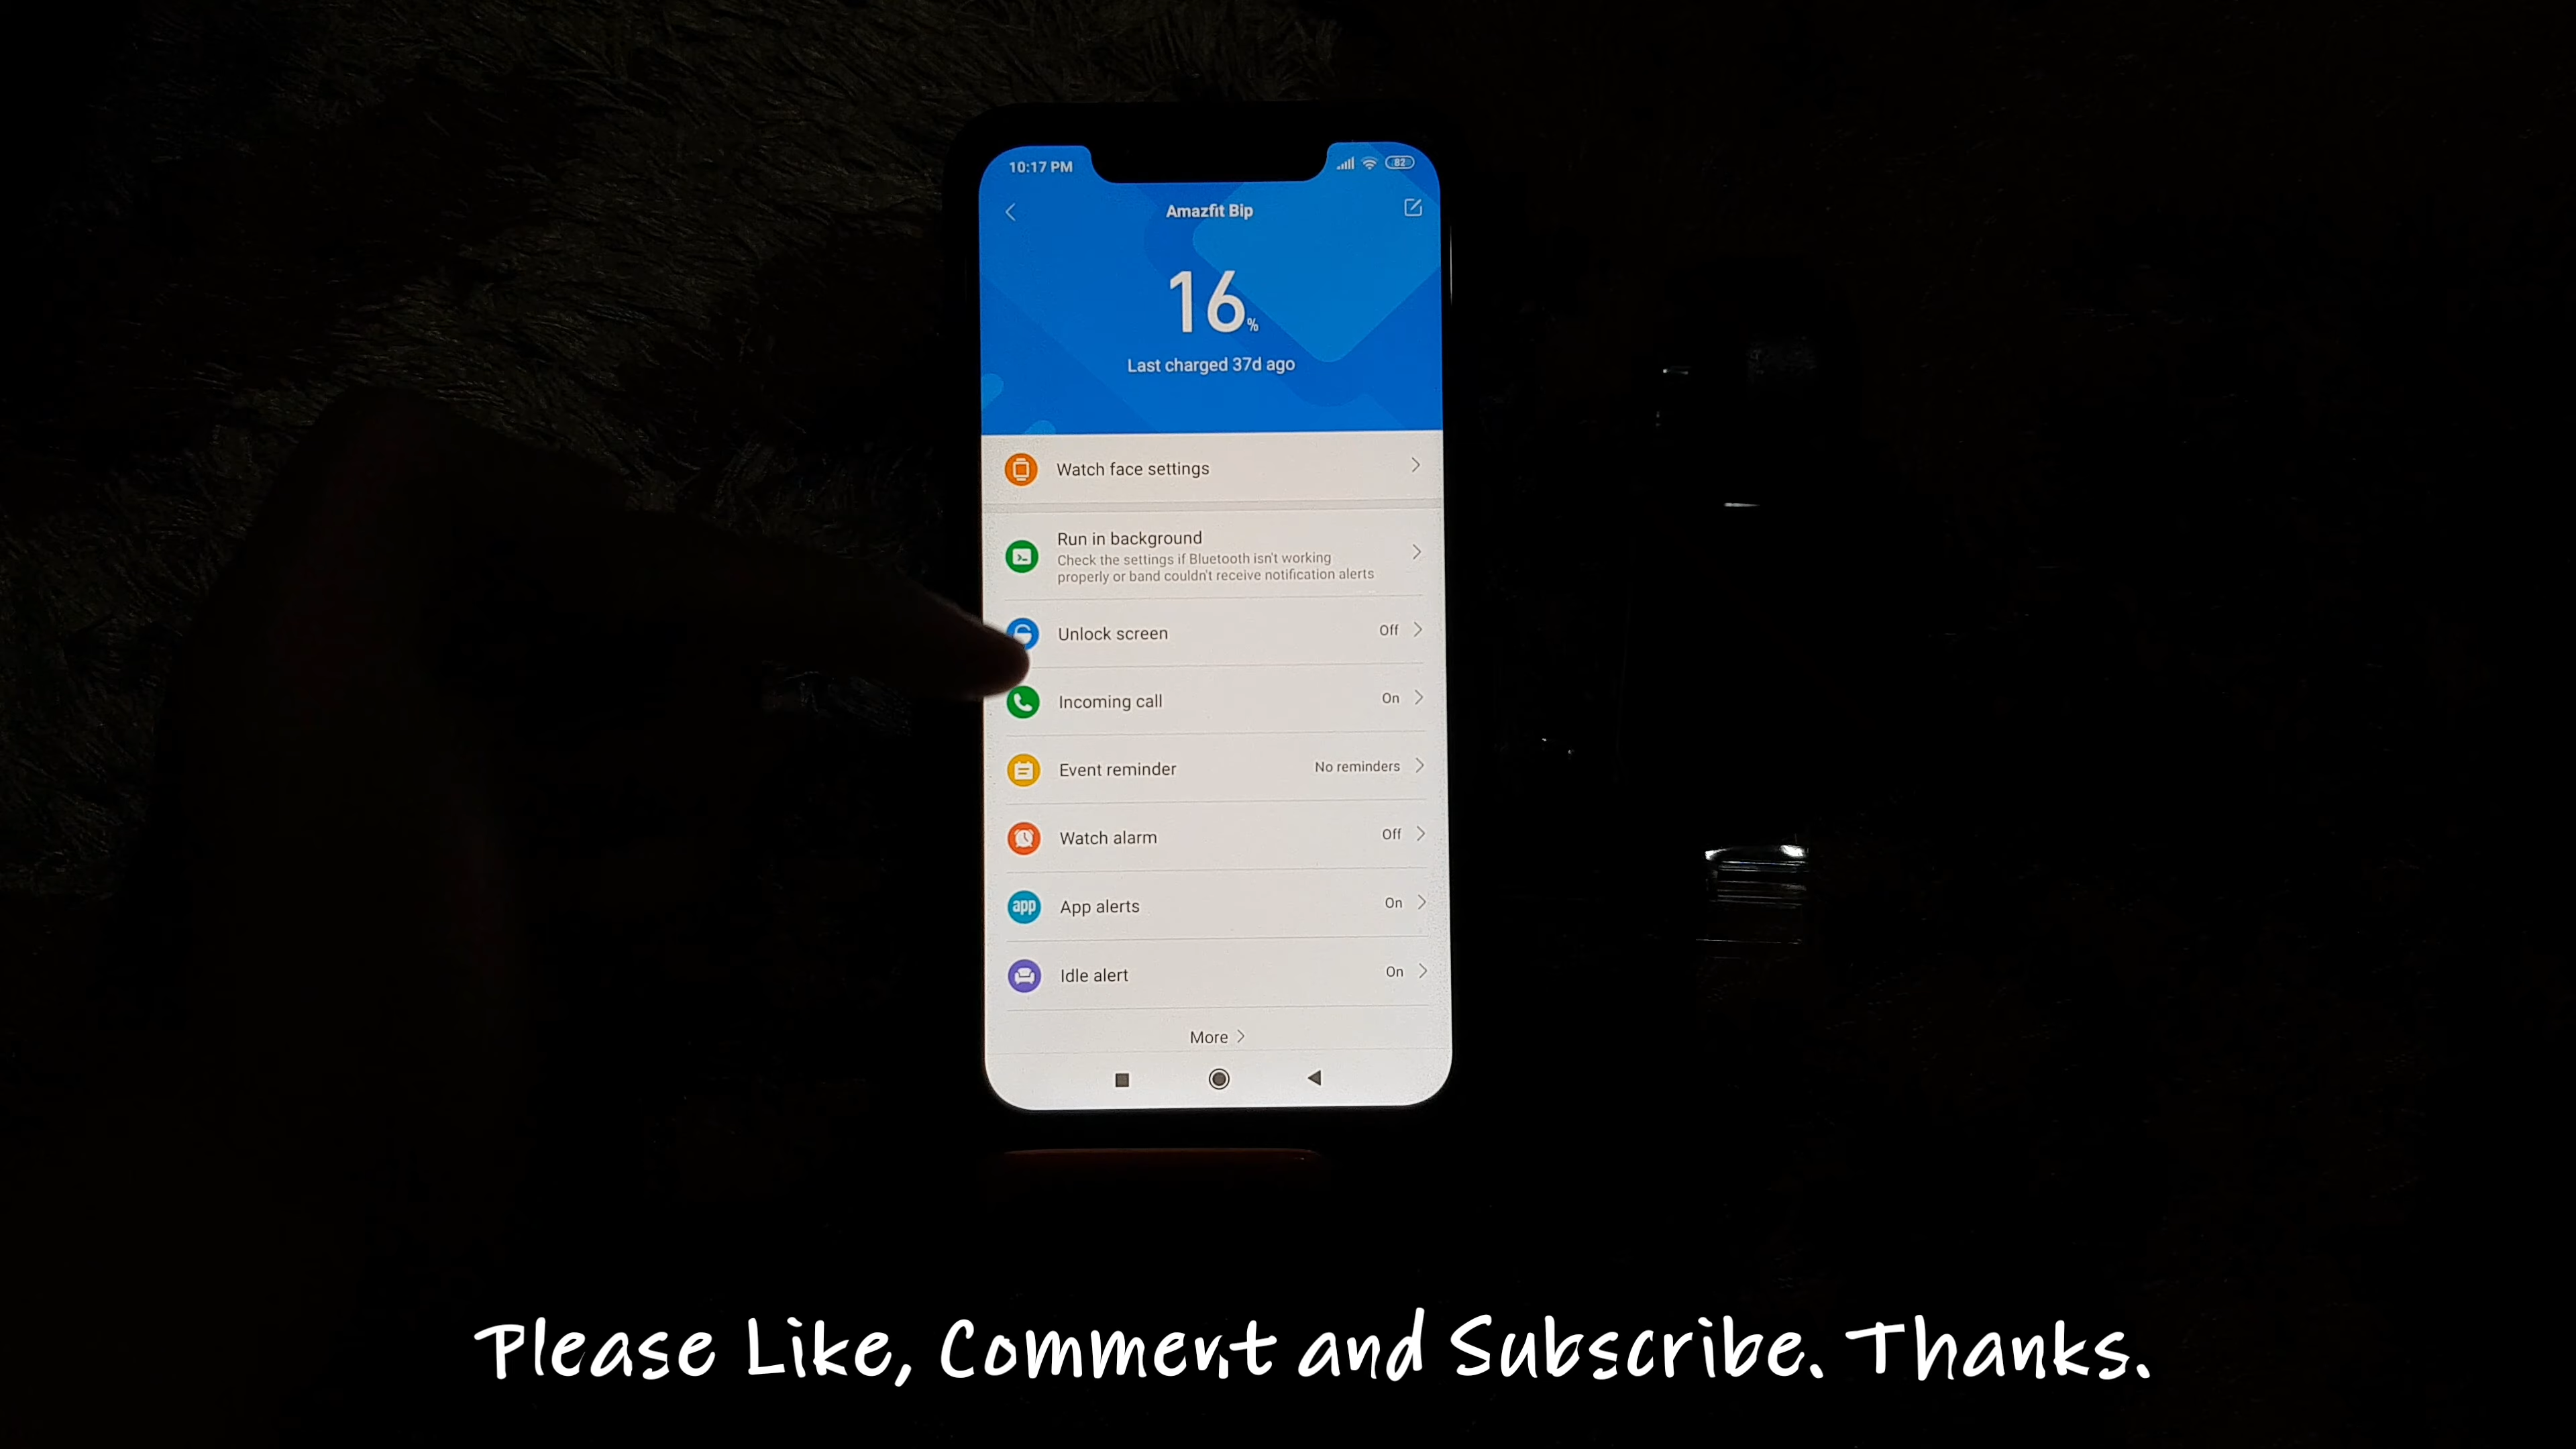 10:17 PM
82
Amazfit Bip
16%
Last charged 37d ago
Watch face settings
Run in background
Check the settings if Bluetooth isn't working
properly or band couldn't receive notification alerts
Unlock screen Off
Incoming call On
Event reminder No reminders
Watch alarm Off
app App alerts On
Idle alert On
More
Please Like, Comment and Subscribe. Thanks.